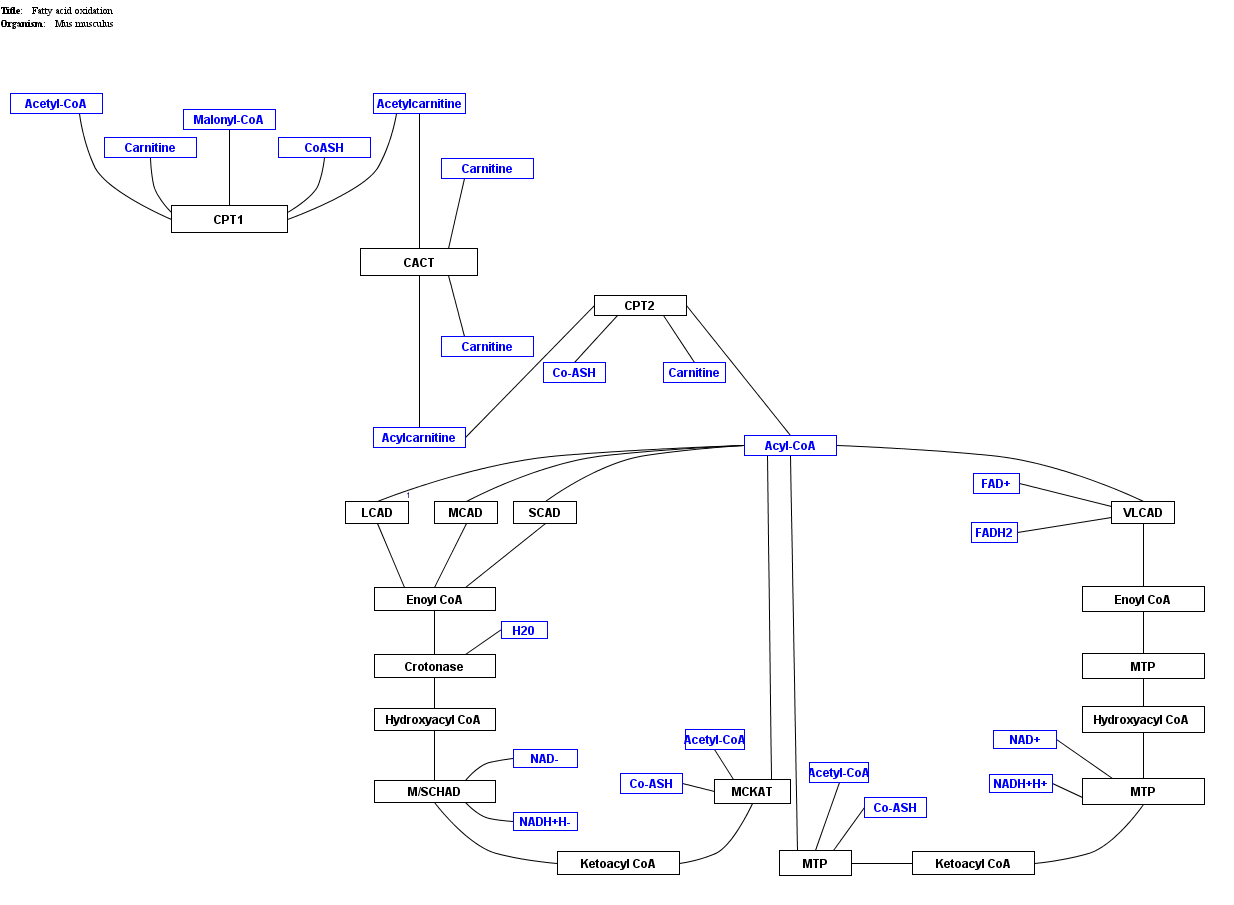 Title: Fatty acid oxidation
Organism: Mus musculus
Acetyl-CoA
Acetylcarnitine
Malonyl-CoA
Carnitine
CoASH
Carnitine
CPT1
CACT
CPT2
Carnitine
Co-ASH
Carnitine
Acylcarnitine
Acyl-CoA
FAD+
1
LCAD
MCAD
SCAD
VLCAD
FADH2
Enoyl CoA
Enoyl CoA
H20
Crotonase
MTP
Hydroxyacyl CoA
Hydroxyacyl CoA
Acetyl-CoA
NAD+
NAD-
Acetyl-CoA
Co-ASH
NADH+H+
M/SCHAD
MCKAT
MTP
Co-ASH
NADH+H-
Ketoacyl CoA
MTP
Ketoacyl CoA